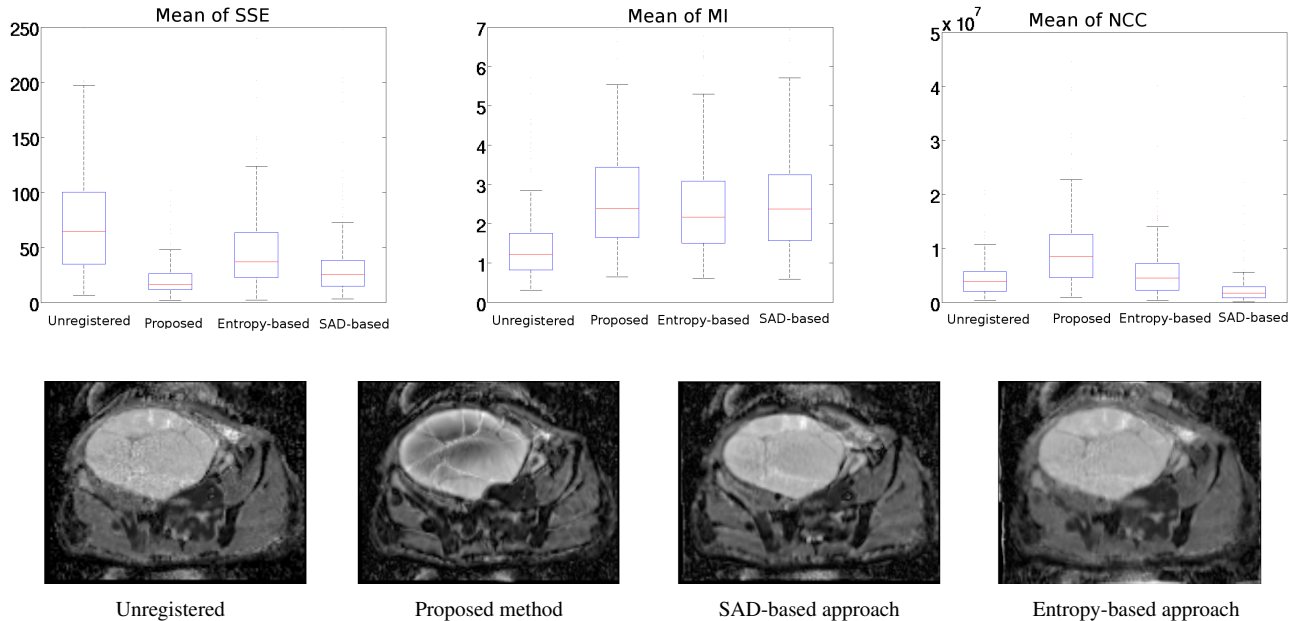 Mean of SSE
250
200
150
100
50
0
Unregistered Proposed Entropy-based SAD-based
Mean of MI
7
6
5
4
3
2
1
0
Unregistered Proposed Entropy-based SAD-based
Mean of NCC
x 10^7
5
4
3
2
1
0
Unregistered Proposed Entropy-based SAD-based
Unregistered
Proposed method
SAD-based approach
Entropy-based approach